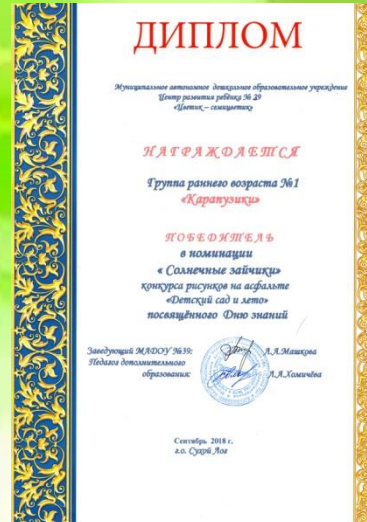 ДИПЛОМ
Муниципальное автономное дошкольное образовательное учреждение
Центр развития ребёнка № 39
«Цветик – семицветик»
НАГРАЖДАЕТСЯ
Группа раннего возраста №1
«Карапузики»
ПОБЕДИТЕЛЬ
в номинации
« Солнечные зайчики»
конкурса рисунков на асфальте
«Детский сад и лето»
посвящённого Дню знаний
Заведующий МАДОУ №39: А.А.Машкова
Педагог дополнительного
образования: Л.А.Хомичёва
Сентябрь 2018 г.
г.о. Сухой Лог